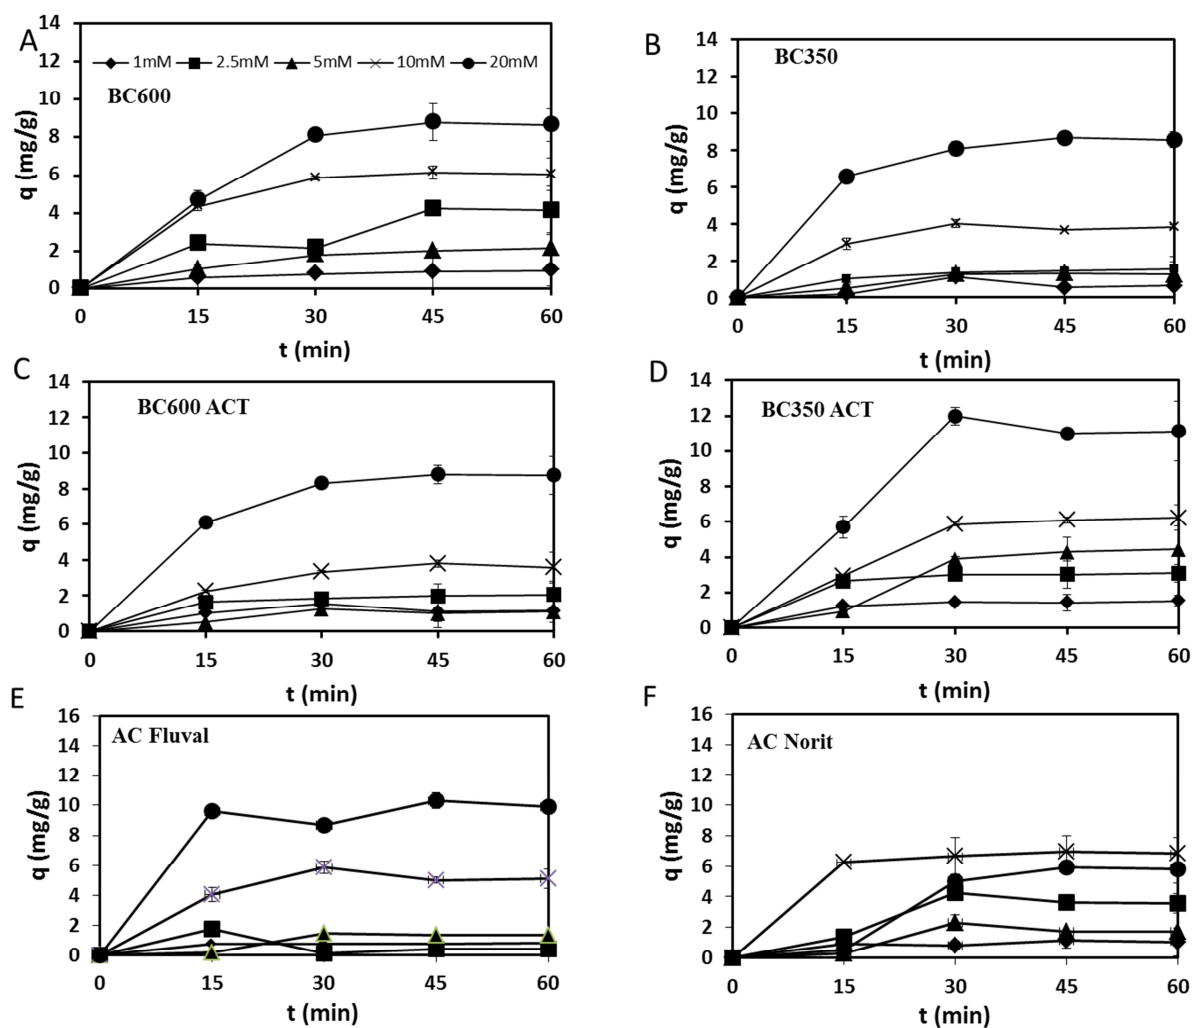 A
14
12
10
8
6
4
2
0
q (mg/g)
1mM 2.5mM 5mM 10mM 20mM
BC600
0 15 30 45 60
t (min)
B
14
12
10
8
6
4
2
0
q (mg/g)
BC350
0 15 30 45 60
t (min)
C
14
12
10
8
6
4
2
0
q (mg/g)
BC600 ACT
0 15 30 45 60
t (min)
D
14
12
10
8
6
4
2
0
q (mg/g)
BC350 ACT
0 15 30 45 60
t (min)
E
16
14
12
10
8
6
4
2
0
q (mg/g)
AC Fluval
0 15 30 45 60
t (min)
F
16
14
12
10
8
6
4
2
0
q (mg/g)
AC Norit
0 15 30 45 60
t (min)